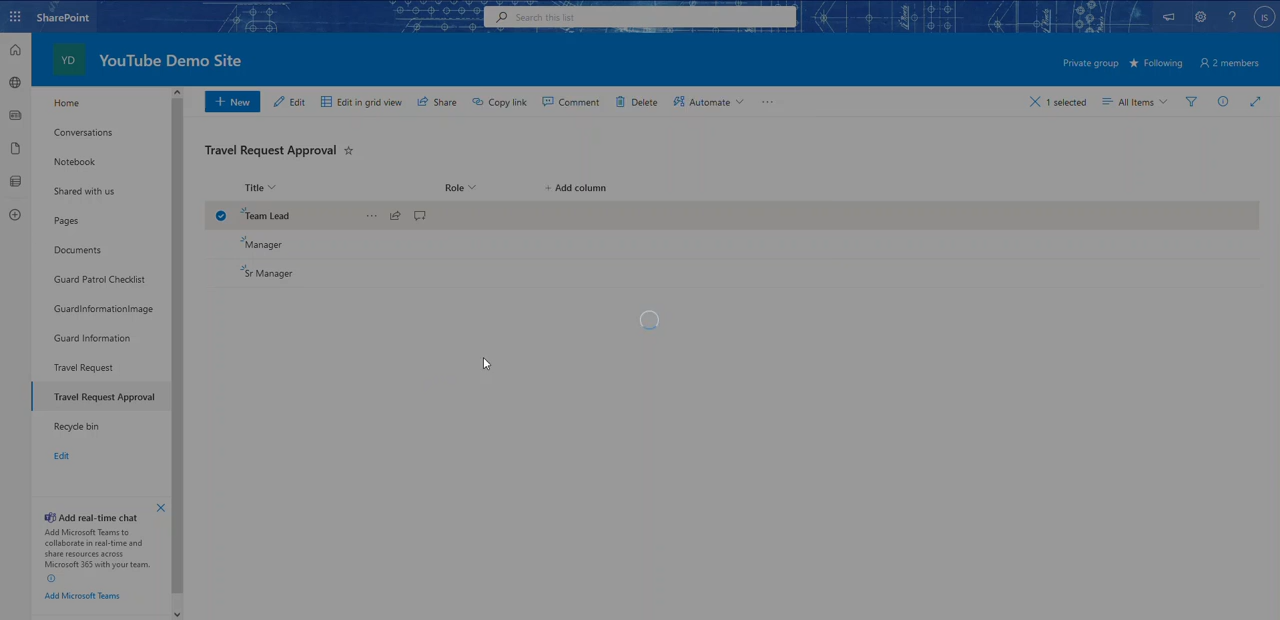 SharePoint
Search this list
IS
YD
YouTube Demo Site
Private group
Following
2 members
Home
Conversations
Notebook
Shared with us
Pages
Documents
Guard Patrol Checklist
GuardInformationImage
Guard Information
Travel Request
Travel Request Approval
Recycle bin
Edit
Add real-time chat
Add Microsoft Teams to
collaborate in real-time and
share resources across
Microsoft 365 with your team.
Add Microsoft Teams
+ New
Edit
Edit in grid view
Share
Copy link
Comment
Delete
Automate
...
1 selected
All Items
Travel Request Approval
Title
Role
+ Add column
Team Lead
...
Manager
Sr Manager